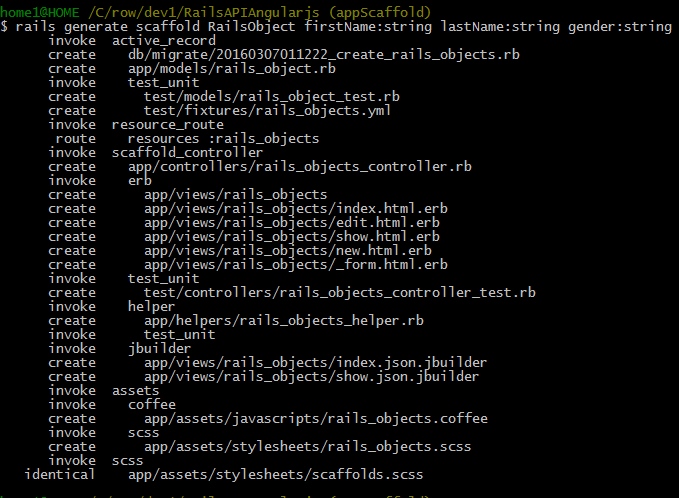 home1@HOME /C/row/dev1/RailsAPIAngularjs (appScaffold)
$ rails generate scaffold RailsObject firstName:string lastName:string gender:string
      invoke  active_record
      create    db/migrate/20160307011222_create_rails_objects.rb
      create    app/models/rails_object.rb
      invoke    test_unit
      create      test/models/rails_object_test.rb
      create      test/fixtures/rails_objects.yml
      invoke  resource_route
       route    resources :rails_objects
      invoke  scaffold_controller
      create    app/controllers/rails_objects_controller.rb
      invoke    erb
      create      app/views/rails_objects
      create      app/views/rails_objects/index.html.erb
      create      app/views/rails_objects/edit.html.erb
      create      app/views/rails_objects/show.html.erb
      create      app/views/rails_objects/new.html.erb
      create      app/views/rails_objects/_form.html.erb
      invoke    test_unit
      create      test/controllers/rails_objects_controller_test.rb
      invoke    helper
      create      app/helpers/rails_objects_helper.rb
      invoke      test_unit
      invoke    jbuilder
      create      app/views/rails_objects/index.json.jbuilder
      create      app/views/rails_objects/show.json.jbuilder
      invoke  assets
      invoke    coffee
      create      app/assets/javascripts/rails_objects.coffee
      invoke    scss
      create      app/assets/stylesheets/rails_objects.scss
      invoke  scss
   identical    app/assets/stylesheets/scaffolds.scss